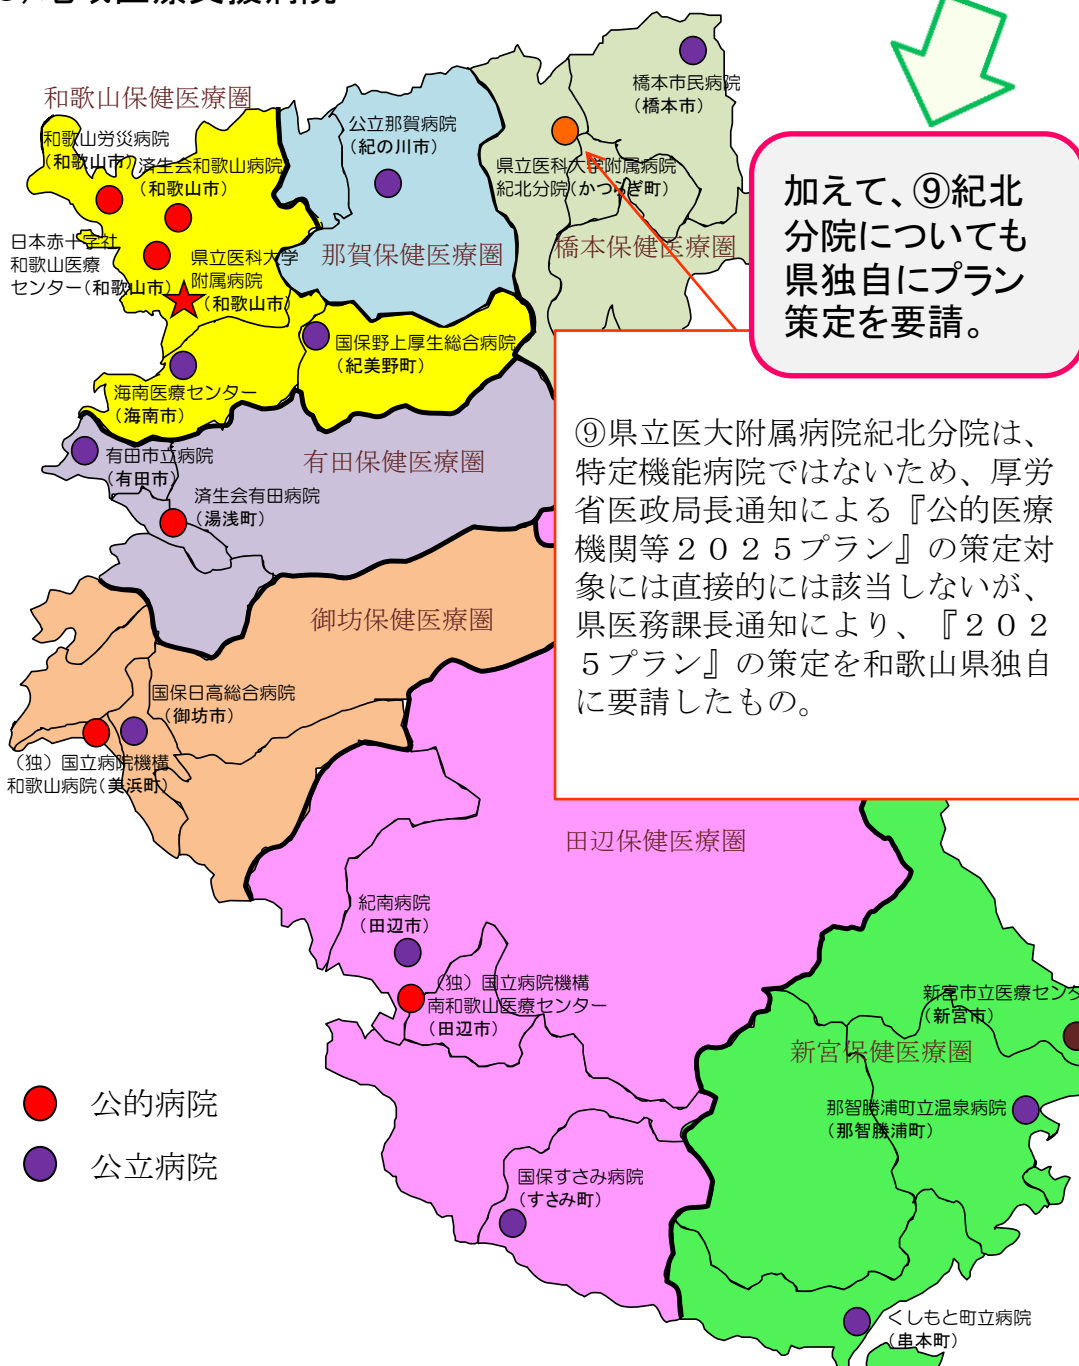 地域医療支援病院
和歌山保健医療圏
和歌山労災病院
(和歌山市)
済生会和歌山病院
(和歌山市)
日本赤十字社
和歌山医療
センター(和歌山市)
県立医科大学
附属病院
(和歌山市)
海南医療センター
(海南市)
国保野上厚生総合病院
(紀美野町)
公立那賀病院
(紀の川市)
那賀保健医療圏
橋本市民病院
(橋本市)
県立医科大学附属病院
紀北分院(かつらぎ町)
橋本保健医療圏
加えて、⑨紀北
分院についても
県独自にプラン
策定を要請。
⑨県立医大附属病院紀北分院は、
特定機能病院ではないため、厚労
省医政局長通知による『公的医療
機関等２０２５プラン』の策定対
象には直接的には該当しないが、
県医務課長通知により、『２０２
５プラン』の策定を和歌山県独自
に要請したもの。
有田市立病院
(有田市)
有田保健医療圏
済生会有田病院
(湯浅町)
御坊保健医療圏
国保日高総合病院
(御坊市)
（独）国立病院機構
和歌山病院(美浜町)
田辺保健医療圏
紀南病院
(田辺市)
（独）国立病院機構
南和歌山医療センター
(田辺市)
国保すさみ病院
(すさみ町)
新宮市立医療センタ
(新宮市)
新宮保健医療圏
那智勝浦町立温泉病院
(那智勝浦町)
くしもと町立病院
(串本町)
公的病院
公立病院